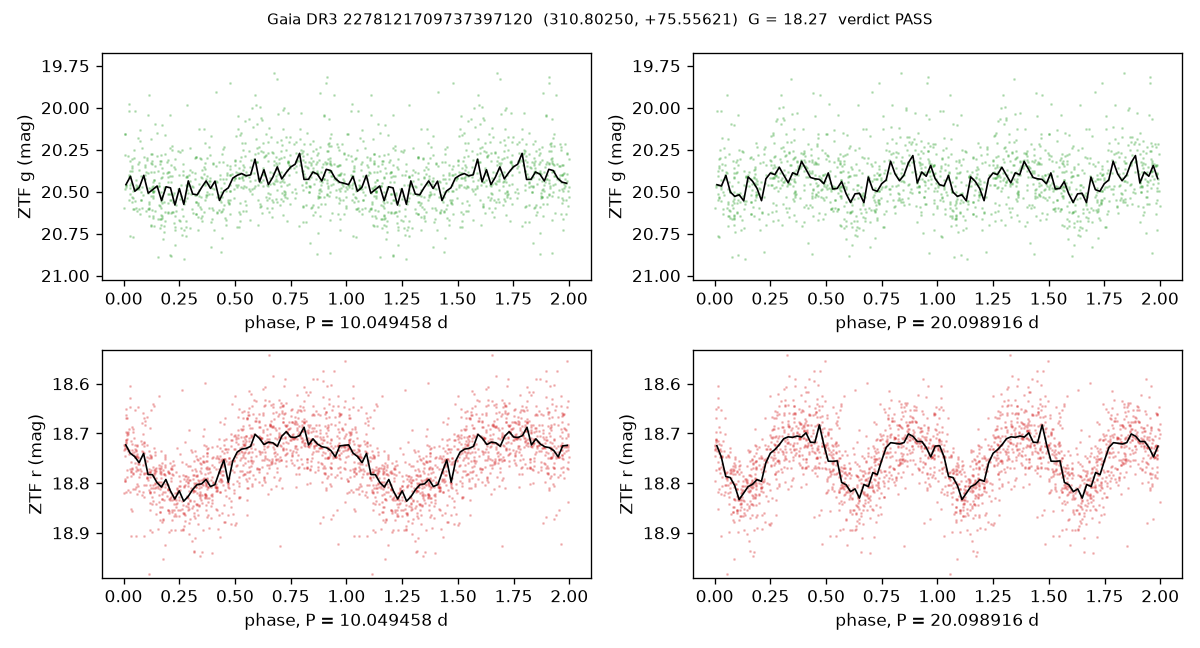 Gaia DR3 2278121709737397120  (310.80250, +75.55621)  G = 18.27  verdict PASS
ZTF g (mag)
19.75
20.00
20.25
20.50
20.75
21.00
0.00 0.25 0.50 0.75 1.00 1.25 1.50 1.75 2.00
phase, P = 10.049458 d
ZTF g (mag)
19.75
20.00
20.25
20.50
20.75
21.00
0.00 0.25 0.50 0.75 1.00 1.25 1.50 1.75 2.00
phase, P = 20.098916 d
ZTF r (mag)
18.6
18.7
18.8
18.9
0.00 0.25 0.50 0.75 1.00 1.25 1.50 1.75 2.00
phase, P = 10.049458 d
ZTF r (mag)
18.6
18.7
18.8
18.9
0.00 0.25 0.50 0.75 1.00 1.25 1.50 1.75 2.00
phase, P = 20.098916 d